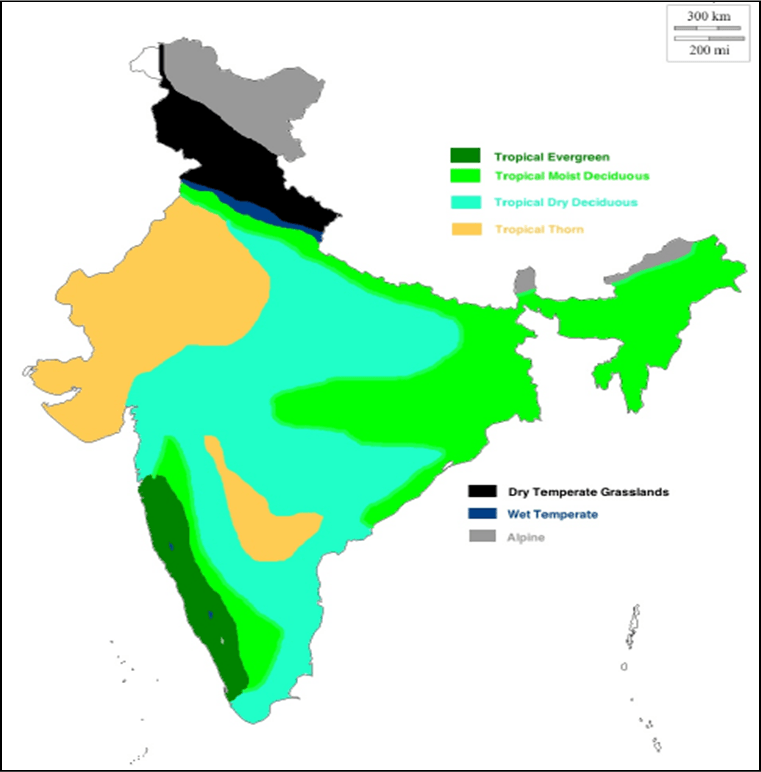 300 km
200 mi
Tropical Evergreen
Tropical Moist Deciduous
Tropical Dry Deciduous
Tropical Thorn
Dry Temperate Grasslands
Wet Temperate
Alpine